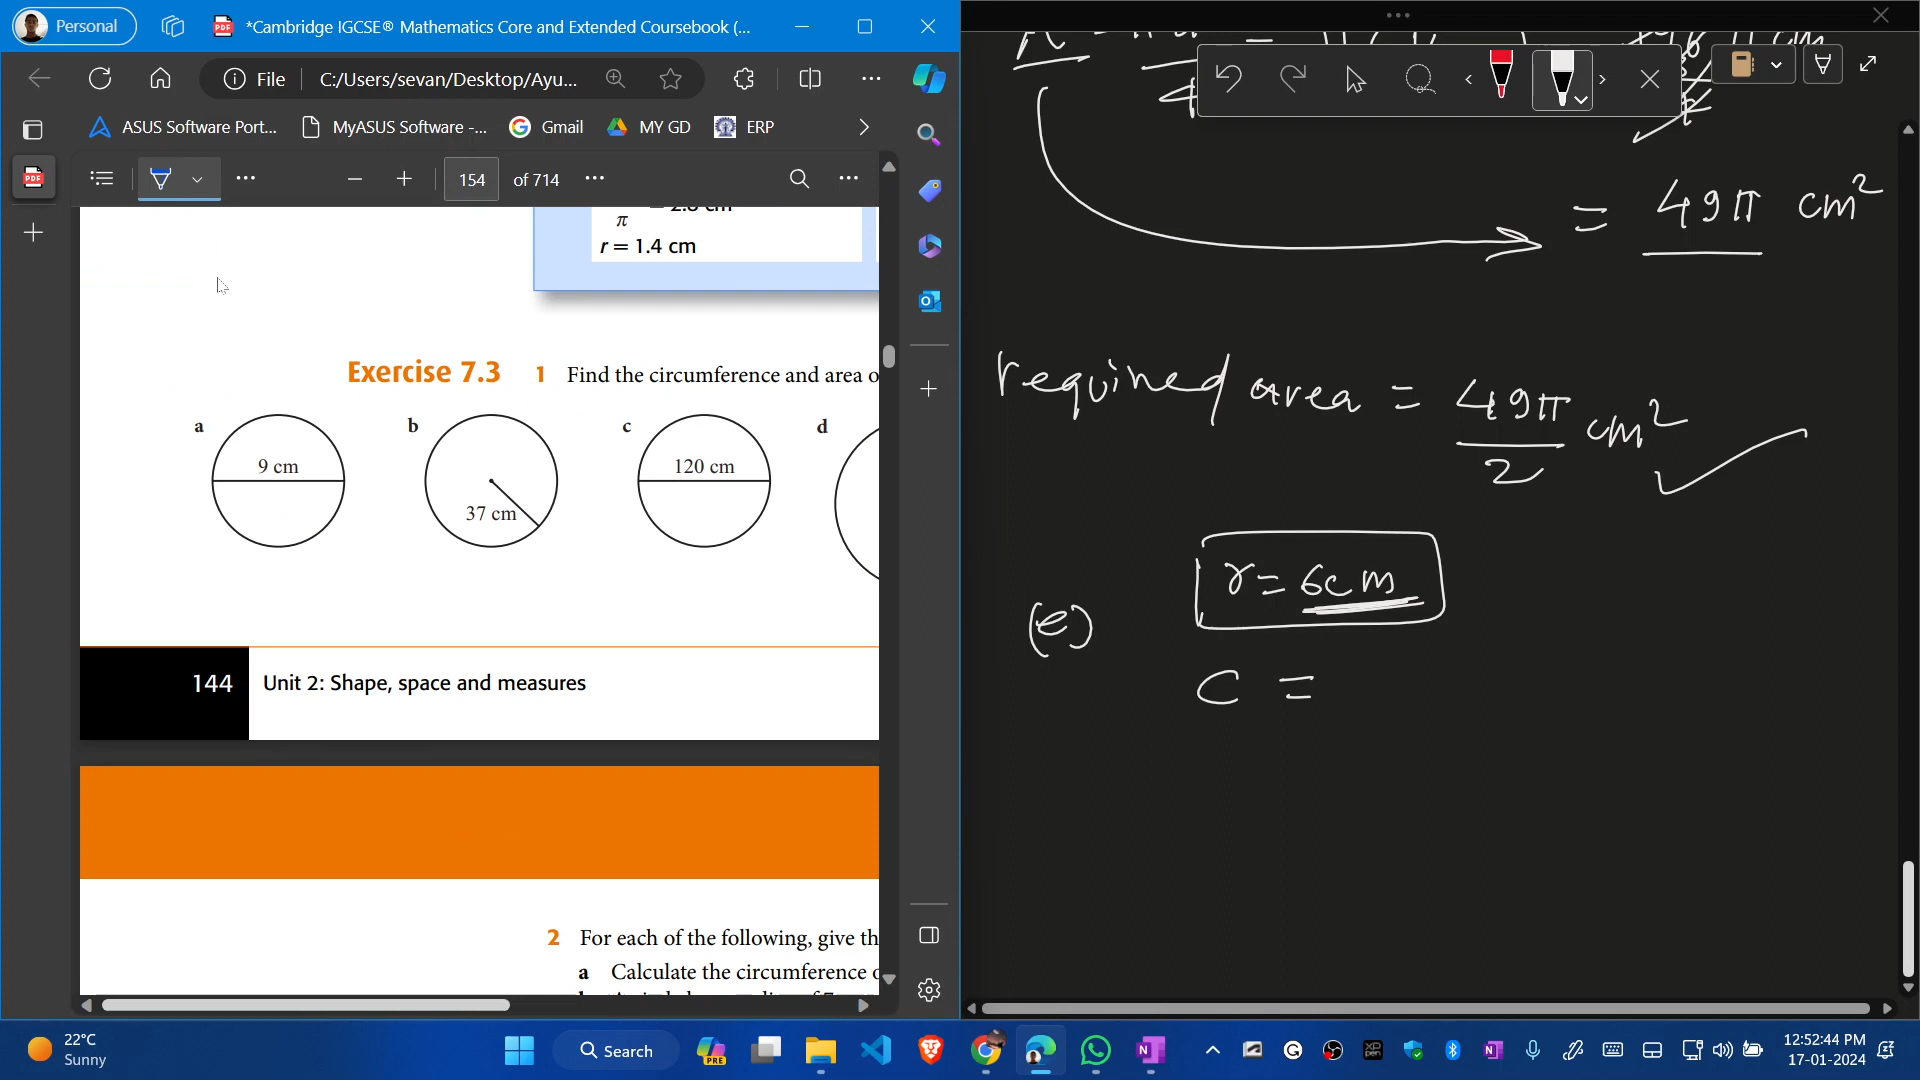 Personal
*Cambridge IGCSE® Mathematics Core and Extended Coursebook (...
File
C:/Users/sevan/Desktop/Ayu...
ASUS Software Port...
MyASUS Software -...
Gmail
MY GD
ERP
154 of 714
π
r = 1.4 cm
Exercise 7.3 1 Find the circumference and area o
a b c d
9 cm
37 cm
120 cm
144 Unit 2: Shape, space and measures
2 For each of the following, give th
a Calculate the circumference o
= 49π cm²
required area = 49π/2 cm²
(e)
r = 6cm
C =
22°C
Sunny
Search
PRE
12:52:44 PM
17-01-2024